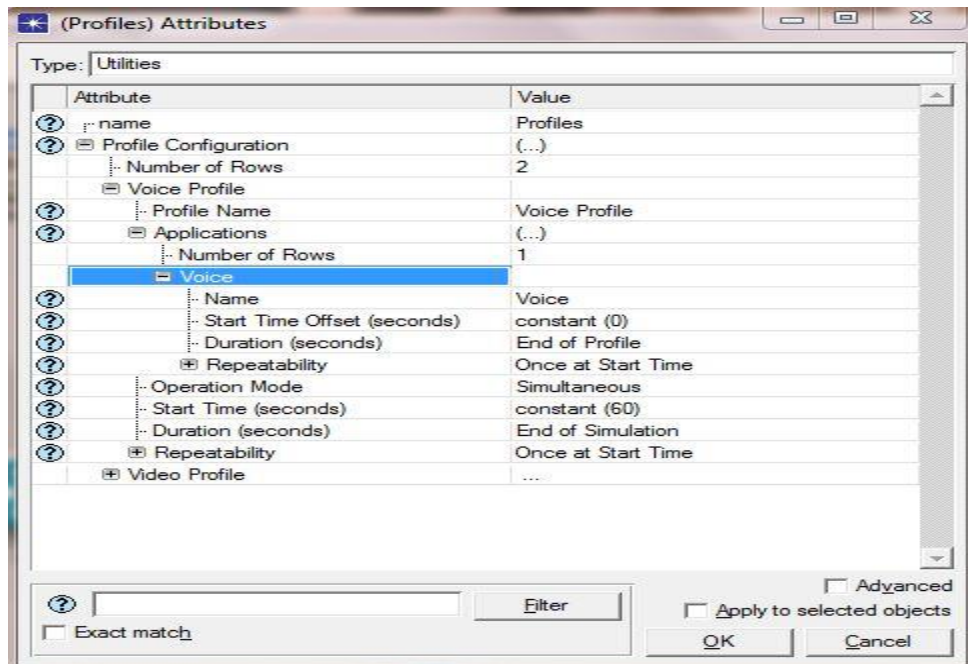 (Profiles) Attributes
Type: Utilities
Attribute Value
name Profiles
Profile Configuration (...)
Number of Rows 2
Voice Profile
Profile Name Voice Profile
Applications (...)
Number of Rows 1
Voice
Name Voice
Start Time Offset (seconds) constant (0)
Duration (seconds) End of Profile
Repeatability Once at Start Time
Operation Mode Simultaneous
Start Time (seconds) constant (60)
Duration (seconds) End of Simulation
Repeatability Once at Start Time
Video Profile ...
Advanced
Filter
Apply to selected objects
Exact match
OK Cancel